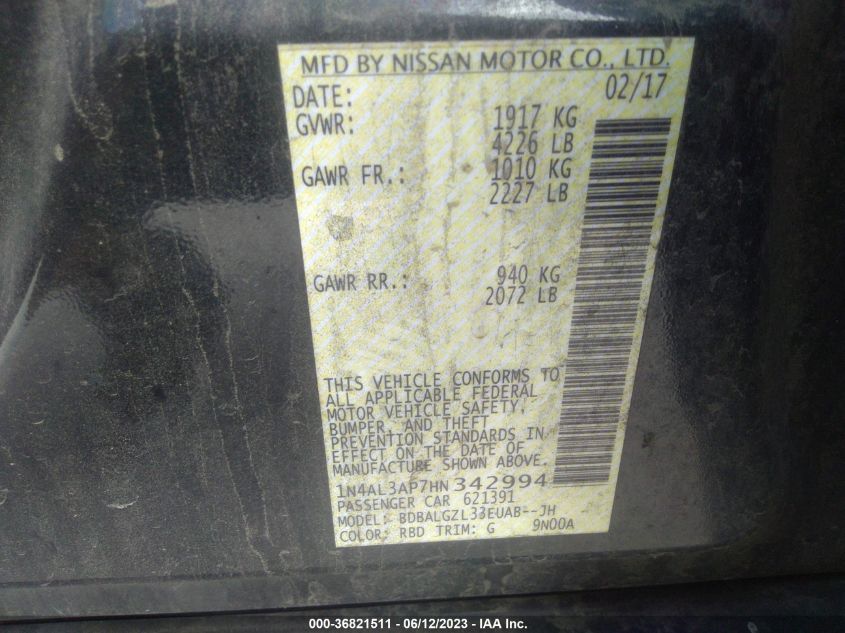 MFD BY NISSAN MOTOR CO., LTD.
DATE: 02/17
GVWR: 1917 KG
4226 LB
GAWR FR.: 1010 KG
2227 LB
GAWR RR.: 940 KG
2072 LB
THIS VEHICLE CONFORMS TO
ALL APPLICABLE FEDERAL
MOTOR VEHICLE SAFETY,
BUMPER, AND THEFT
PREVENTION STANDARDS IN
EFFECT ON THE DATE OF
MANUFACTURE SHOWN ABOVE.
1N4AL3AP7HN342994
PASSENGER CAR 621391
MODEL: BDBALGZL33EUAB--JH
COLOR: RBD TRIM: G 9N00A
000-36821511 - 06/12/2023 - IAA Inc.